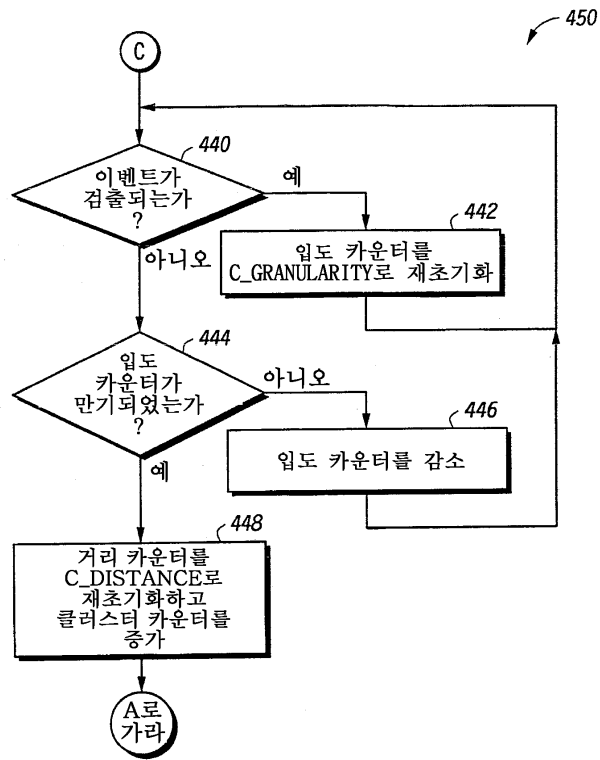 450
C
440
이벤트가
검출되는가
?
예
442
입도 카운터를
C_GRANULARITY로 재초기화
아니오
444
입도
카운터가
만기되었는가
?
아니오
446
입도 카운터를 감소
예
448
거리 카운터를
C_DISTANCE로
재초기화하고
클러스터 카운터를
증가
A로
가라